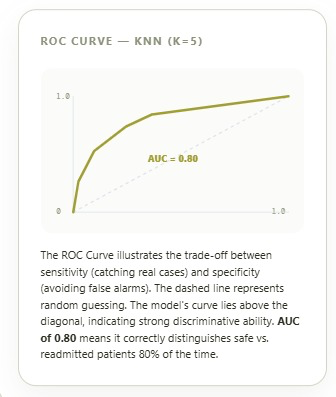 ROC CURVE — KNN (K=5)
1.0
AUC = 0.80
0
1.0
The ROC Curve illustrates the trade-off between
sensitivity (catching real cases) and specificity
(avoiding false alarms). The dashed line represents
random guessing. The model's curve lies above the
diagonal, indicating strong discriminative ability. AUC
of 0.80 means it correctly distinguishes safe vs.
readmitted patients 80% of the time.